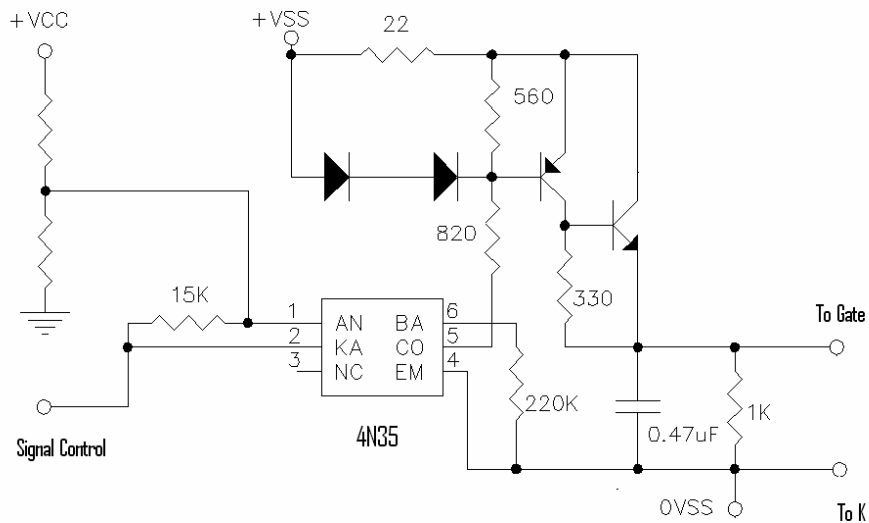 +VCC
+VSS
22
560
820
15K
1
AN
BA
6
2
KA
CO
5
3
NC
EM
4
330
To Gate
220K
0.47uF
1K
4N35
Signal Control
0VSS
To K